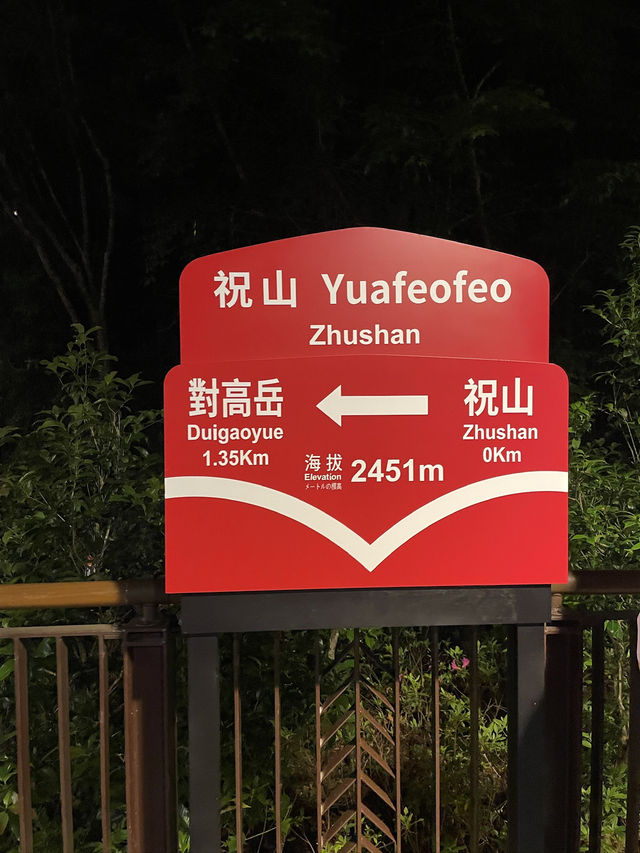 祝山 Yuafeofeo
Zhushan
對高岳
Duigaoyue
1.35Km
祝山
Zhushan
0Km
海拔
Elevation
メートルの標高
2451m